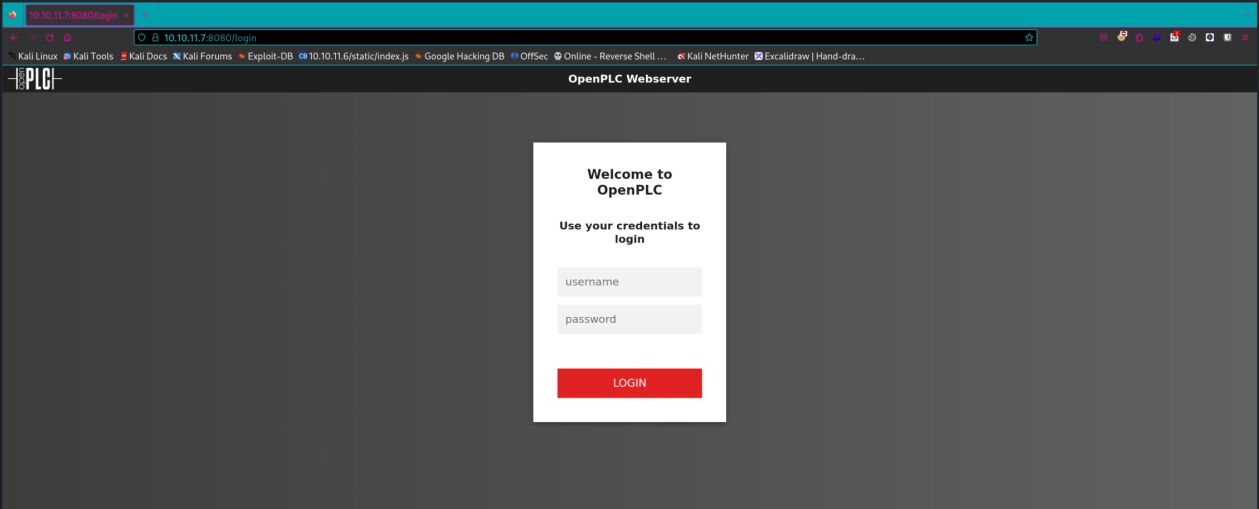 10.10.11.7:8080/login
10.10.11.7:8080/login
Kali Linux Kali Tools Kali Docs Kali Forums Exploit-DB 10.10.11.6/static/index.js Google Hacking DB OffSec Online - Reverse Shell ... Kali NetHunter Excalidraw | Hand-dra...
open PLC OpenPLC Webserver
Welcome to
OpenPLC
Use your credentials to
login
username
password
LOGIN